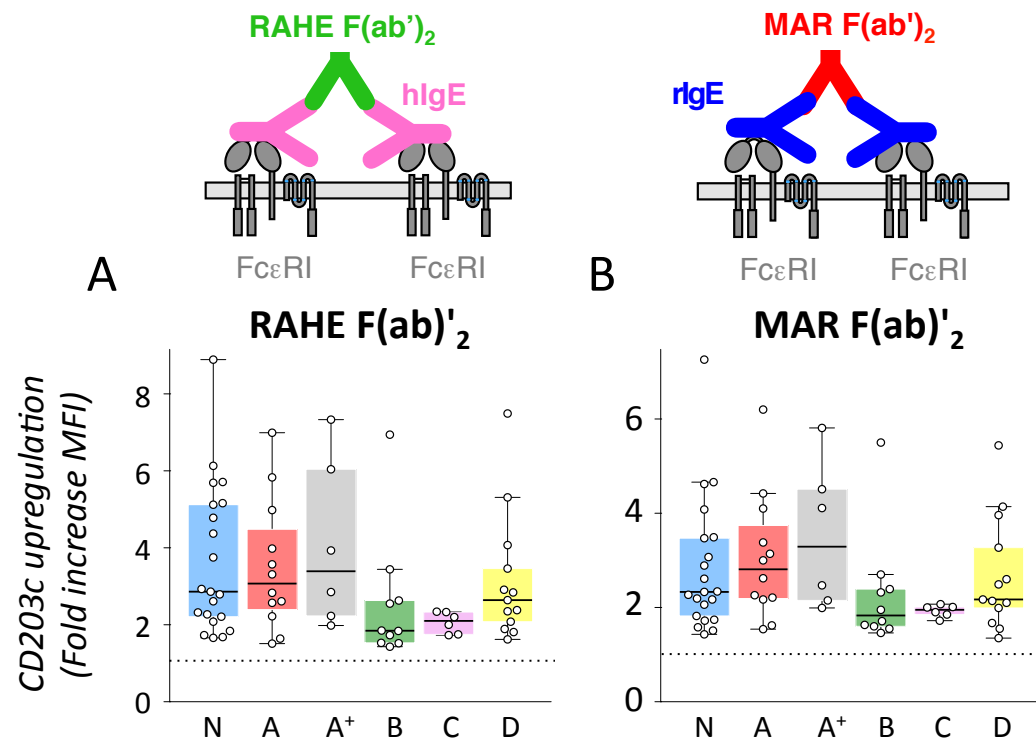 RAHE F(ab')₂
hIgE
FcεRI FcεRI
A
MAR F(ab')₂
rIgE
FcεRI FcεRI
B
RAHE F(ab)'₂
CD203c upregulation
(Fold increase MFI)
8
6
4
2
0
N A A⁺ B C D
MAR F(ab)'₂
6
4
2
0
N A A⁺ B C D